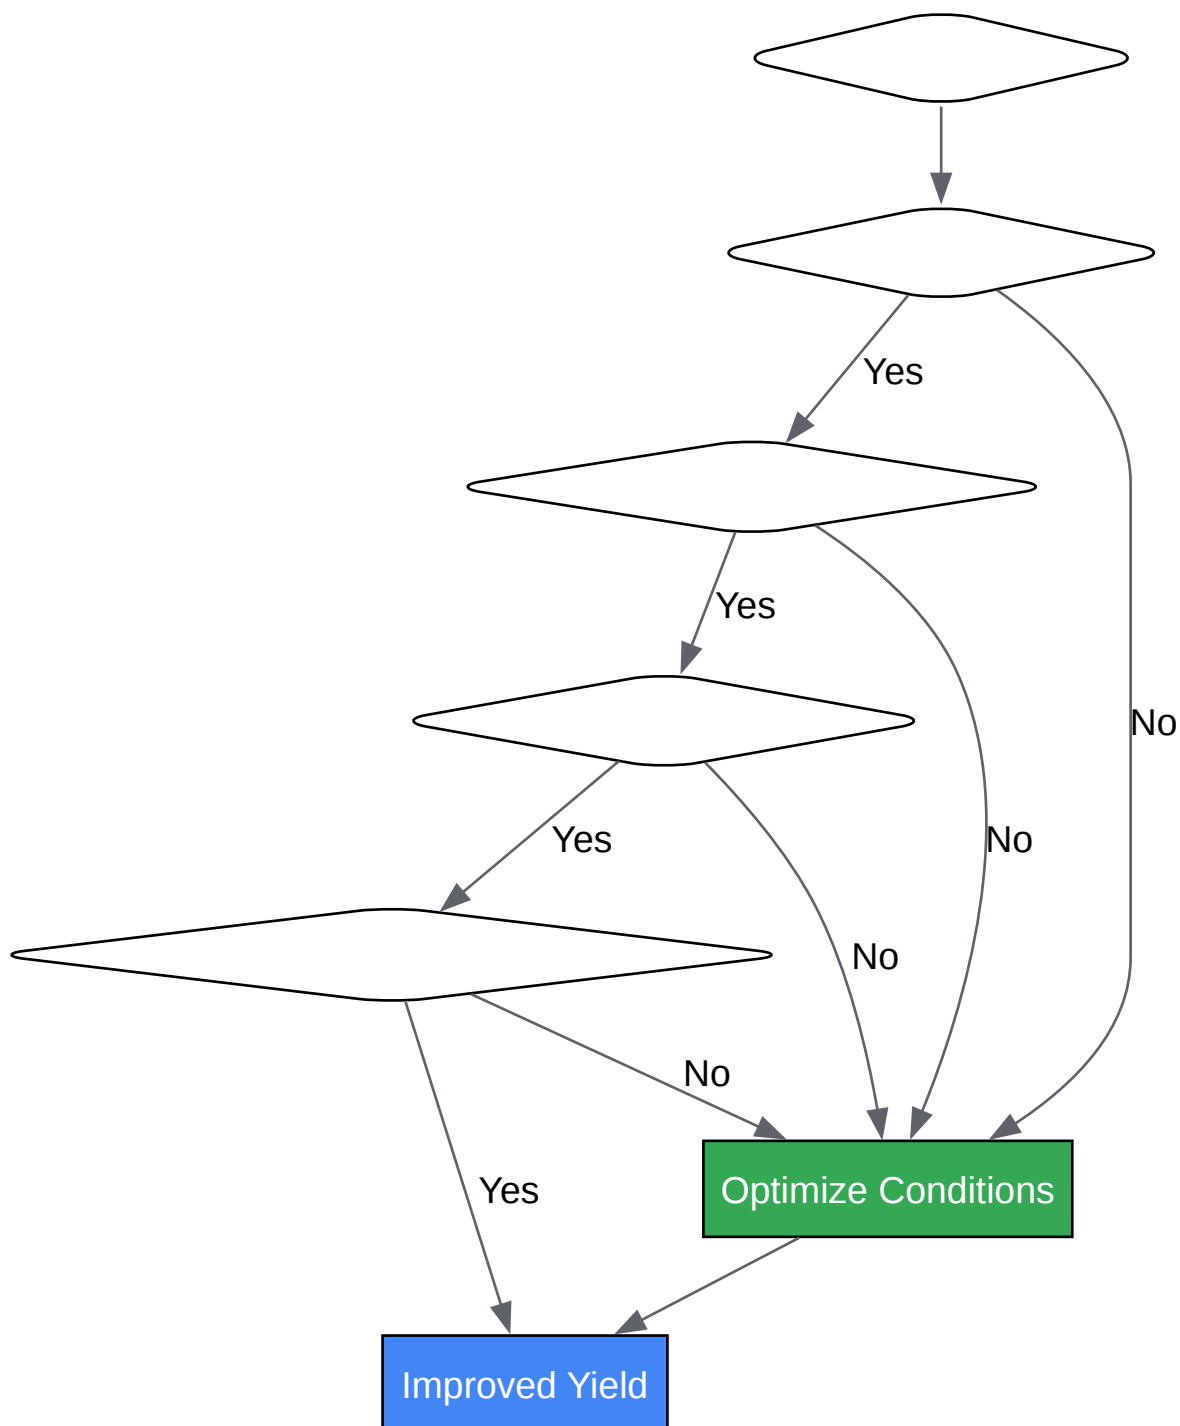 Yes
Yes
No
Yes
No
No
No
Yes
Optimize Conditions
Improved Yield